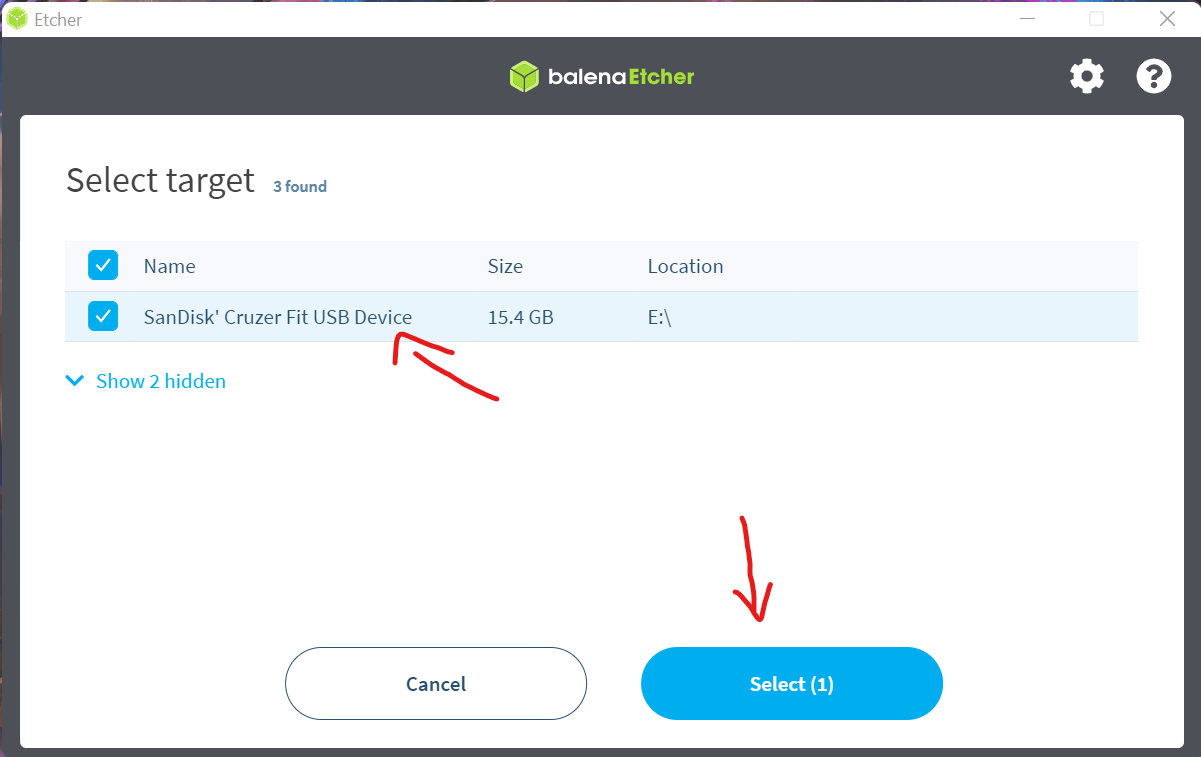 Etcher
balenaEtcher
Select target 3 found
Name Size Location
SanDisk' Cruzer Fit USB Device 15.4 GB E:\
Show 2 hidden
Cancel Select (1)